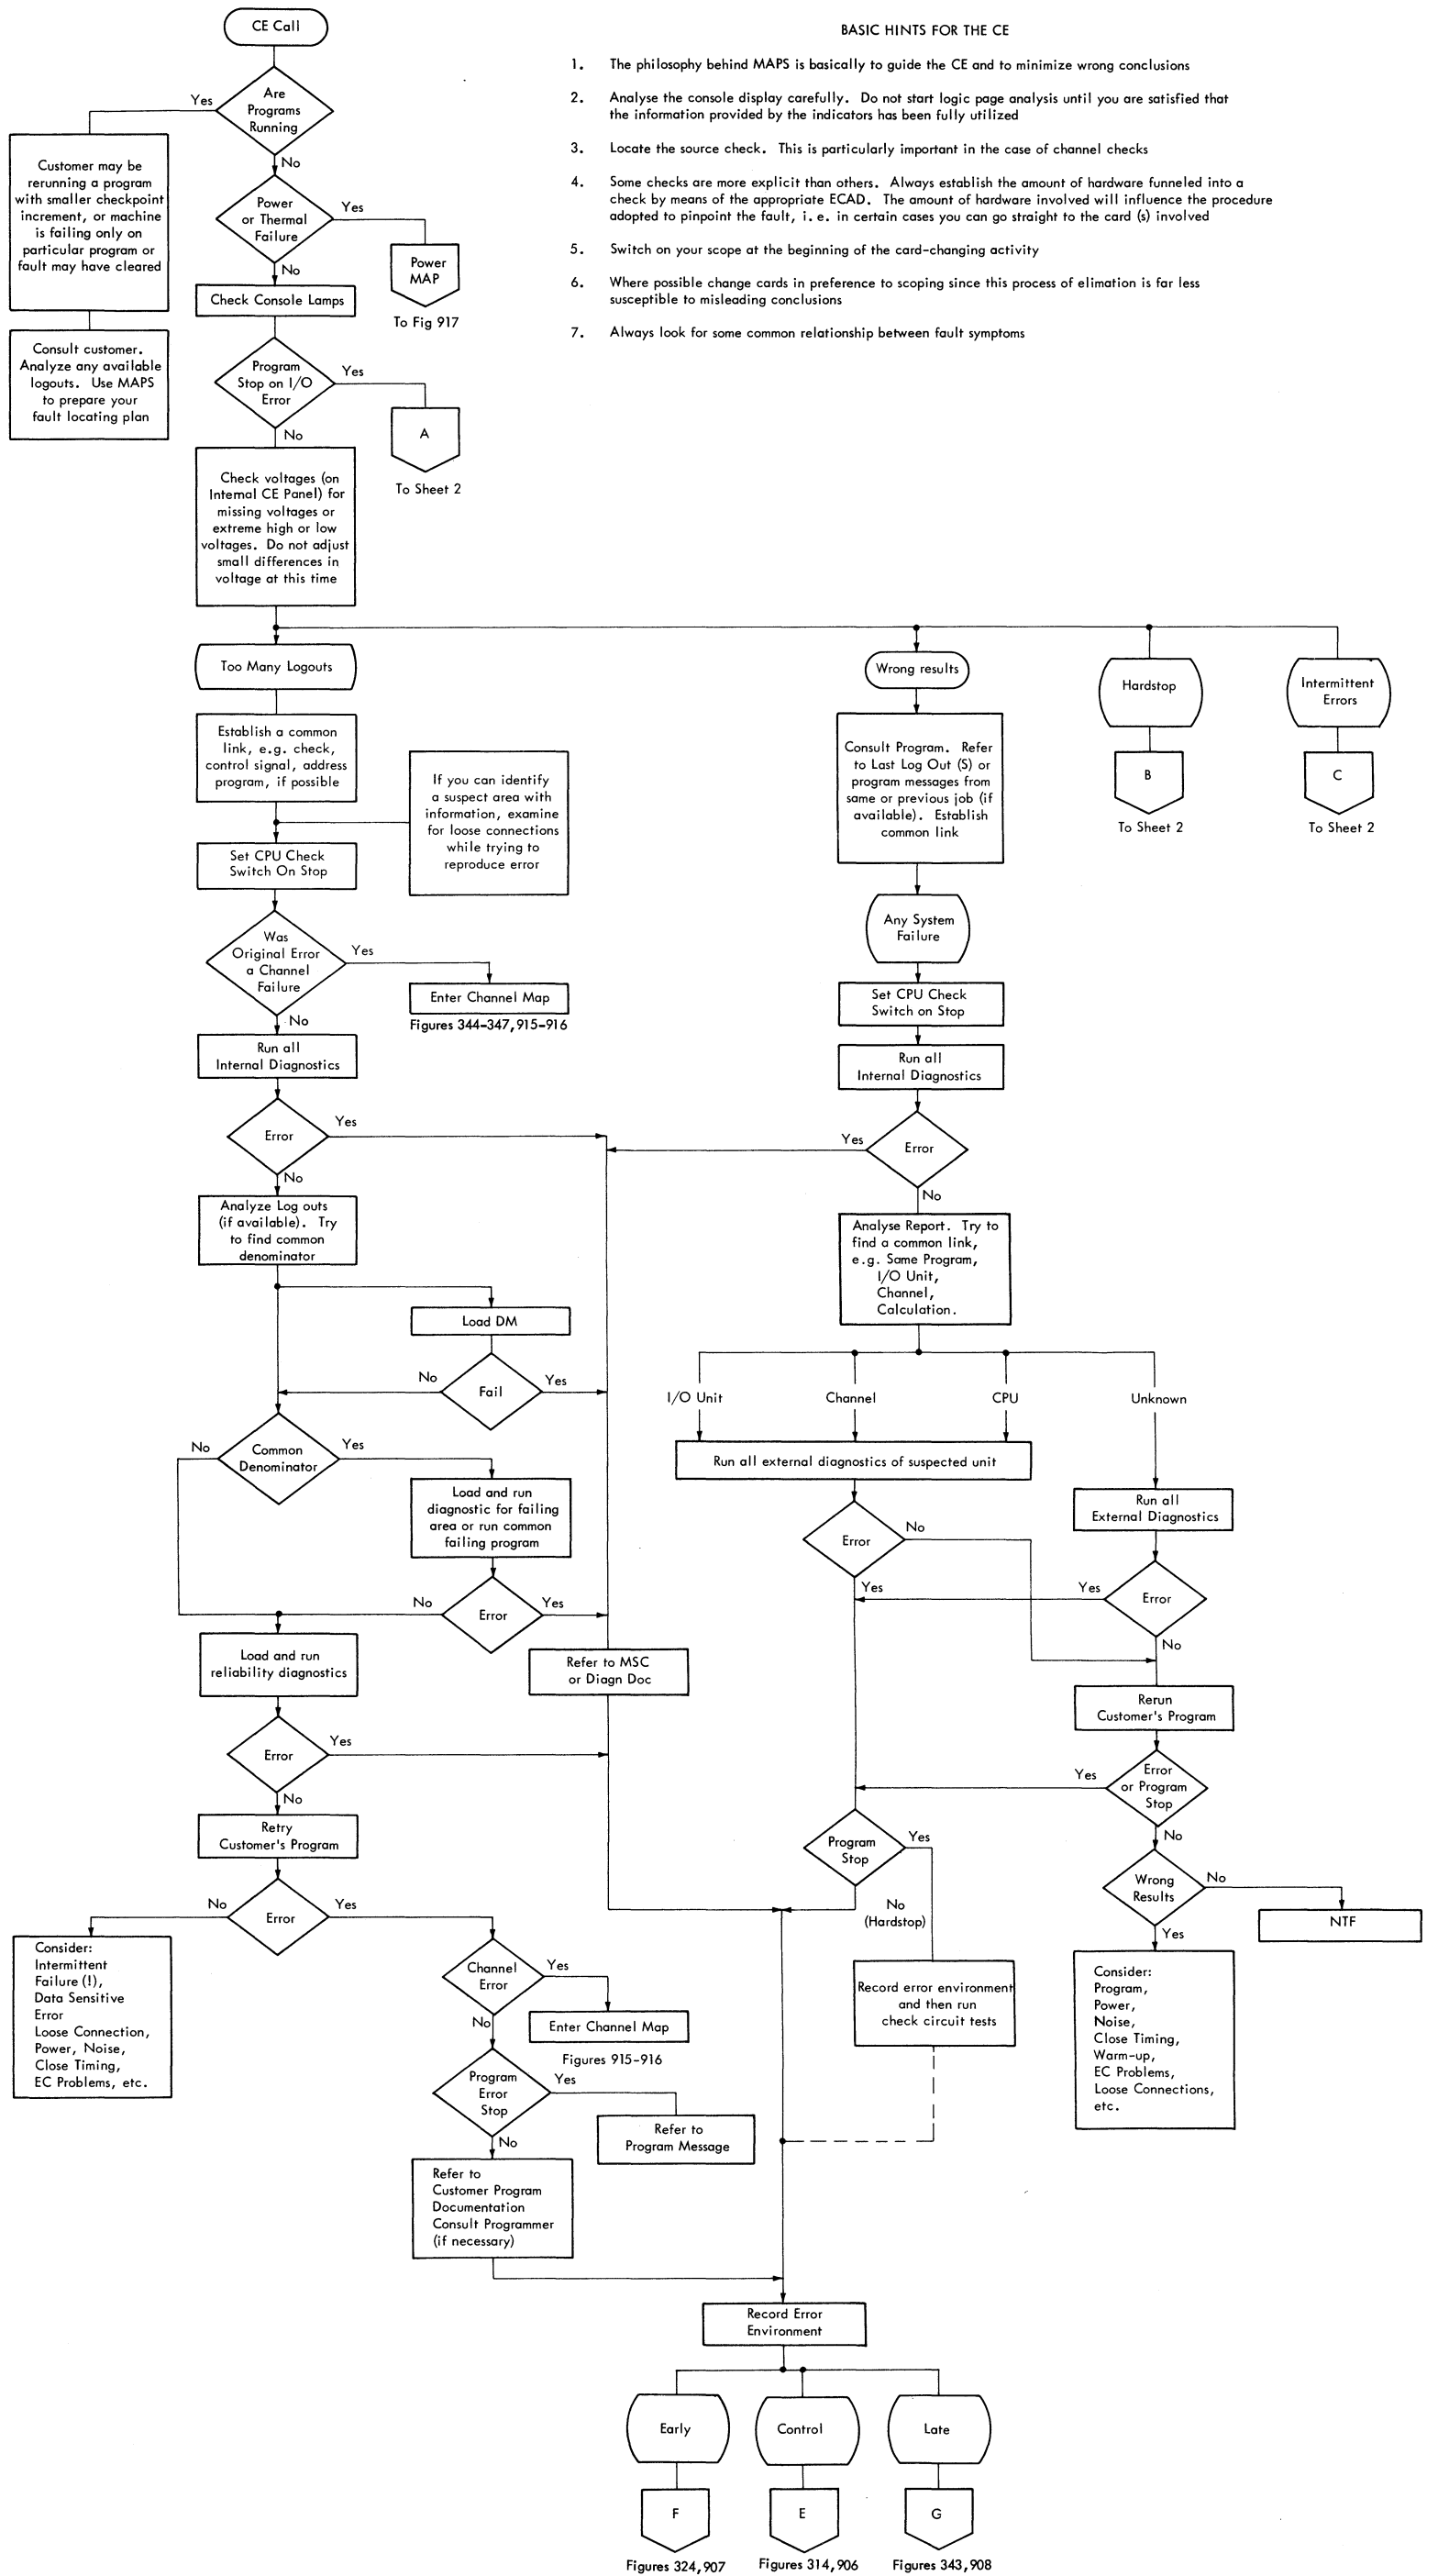 CE Call
BASIC HINTS FOR THE CE
1. The philosophy behind MAPS is basically to guide the CE and to minimize wrong conclusions
2. Analyse the console display carefully. Do not start logic page analysis until you are satisfied that
the information provided by the indicators has been fully utilized
3. Locate the source check. This is particularly important in the case of channel checks
4. Some checks are more explicit than others. Always establish the amount of hardware funneled into a
check by means of the appropriate ECAD. The amount of hardware involved will influence the procedure
adopted to pinpoint the fault, i. e. in certain cases you can go straight to the card (s) involved
5. Switch on your scope at the beginning of the card-changing activity
6. Where possible change cards in preference to scoping since this process of elimation is far less
susceptible to misleading conclusions
7. Always look for some common relationship between fault symptoms
Are
Programs
Running
Yes
No
Customer may be
rerunning a program
with smaller checkpoint
increment, or machine
is failing only on
particular program or
fault may have cleared
Consult customer.
Analyze any available
logouts. Use MAPS
to prepare your
fault locating plan
Power
or Thermal
Failure
Yes
No
Power
MAP
To Fig 917
Check Console Lamps
Program
Stop on I/O
Error
Yes
No
A
To Sheet 2
Check voltages (on
Internal CE Panel) for
missing voltages or
extreme high or low
voltages. Do not adjust
small differences in
voltage at this time
Too Many Logouts
Wrong results
Hardstop
Intermittent
Errors
B
To Sheet 2
C
To Sheet 2
Establish a common
link, e.g. check,
control signal, address
program, if possible
If you can identify
a suspect area with
information, examine
for loose connections
while trying to
reproduce error
Set CPU Check
Switch On Stop
Was
Original Error
a Channel
Failure
Yes
No
Enter Channel Map
Figures 344-347,915-916
Run all
Internal Diagnostics
Error
Yes
No
Analyze Log outs
(if available). Try
to find common
denominator
Load DM
Fail
No
Yes
Common
Denominator
No
Yes
Load and run
diagnostic for failing
area or run common
failing program
Error
No
Yes
Load and run
reliability diagnostics
Refer to MSC
or Diagn Doc
Error
Yes
No
Retry
Customer's Program
Error
No
Yes
Consider:
Intermittent
Failure (!),
Data Sensitive
Error
Loose Connection,
Power, Noise,
Close Timing,
EC Problems, etc.
Channel
Error
Yes
No
Enter Channel Map
Figures 915-916
Program
Error
Stop
Yes
No
Refer to
Program Message
Refer to
Customer Program
Documentation
Consult Programmer
(if necessary)
Consult Program. Refer
to Last Log Out (S) or
program messages from
same or previous job (if
available). Establish
common link
Any System
Failure
Set CPU Check
Switch on Stop
Run all
Internal Diagnostics
Error
Yes
No
Analyse Report. Try to
find a common link,
e.g. Same Program,
I/O Unit,
Channel,
Calculation.
I/O Unit
Channel
CPU
Unknown
Run all external diagnostics of suspected unit
Error
No
Yes
Run all
External Diagnostics
Error
Yes
No
Rerun
Customer's Program
Error
or Program
Stop
Yes
No
Program
Stop
Yes
No
(Hardstop)
Wrong
Results
No
Yes
NTF
Record error environment
and then run
check circuit tests
Consider:
Program,
Power,
Noise,
Close Timing,
Warm-up,
EC Problems,
Loose Connections,
etc.
Record Error
Environment
Early
Control
Late
F
E
G
Figures 324,907
Figures 314,906
Figures 343,908